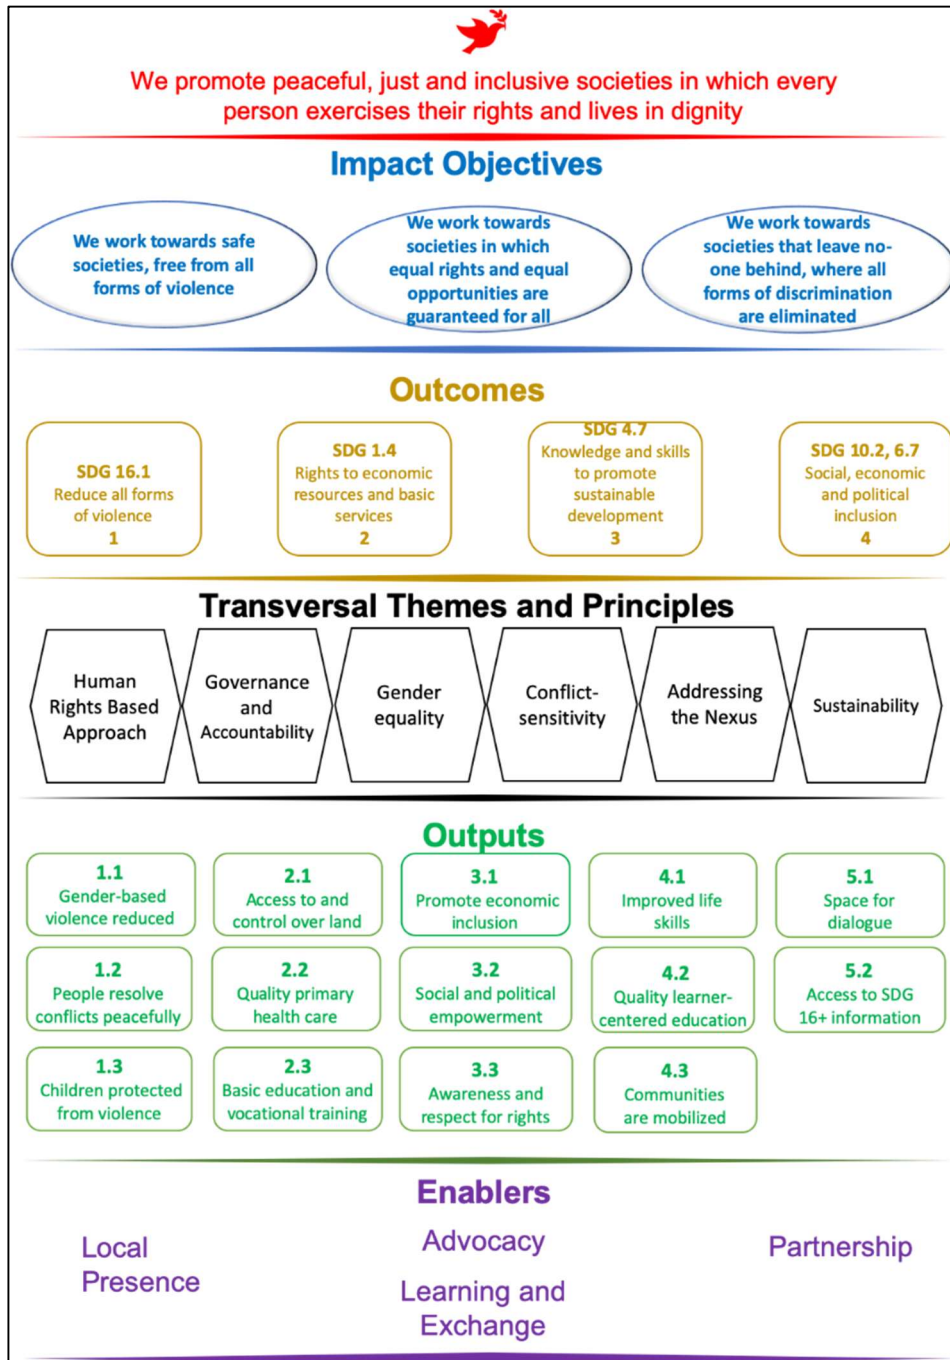 We promote peaceful, just and inclusive societies in which every
person exercises their rights and lives in dignity
Impact Objectives
We work towards safe
societies, free from all
forms of violence
We work towards
societies in which
equal rights and equal
opportunities are
guaranteed for all
We work towards
societies that leave no-
one behind, where all
forms of discrimination
are eliminated
Outcomes
SDG 16.1
Reduce all forms
of violence
1
SDG 1.4
Rights to economic
resources and basic
services
2
SDG 4.7
Knowledge and skills
to promote
sustainable
development
3
SDG 10.2, 6.7
Social, economic
and political
inclusion
4
Transversal Themes and Principles
Human
Rights Based
Approach
Governance
and
Accountability
Gender
equality
Conflict-
sensitivity
Addressing
the Nexus
Sustainability
Outputs
1.1
Gender-based
violence reduced
2.1
Access to and
control over land
3.1
Promote economic
inclusion
4.1
Improved life
skills
5.1
Space for
dialogue
1.2
People resolve
conflicts peacefully
2.2
Quality primary
health care
3.2
Social and political
empowerment
4.2
Quality learner-
centered education
5.2
Access to SDG
16+ information
1.3
Children protected
from violence
2.3
Basic education and
vocational training
3.3
Awareness and
respect for rights
4.3
Communities
are mobilized
Enablers
Local
Presence
Advocacy
Learning and
Exchange
Partnership